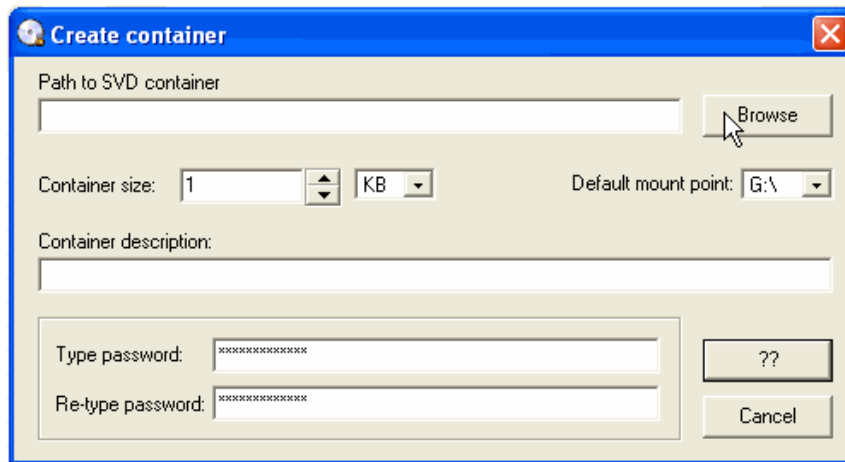 Create container
Path to SVD container
Browse
Container size: 1 KB Default mount point: G:\
Container description:
Type password: *************
??
Re-type password: *************
Cancel